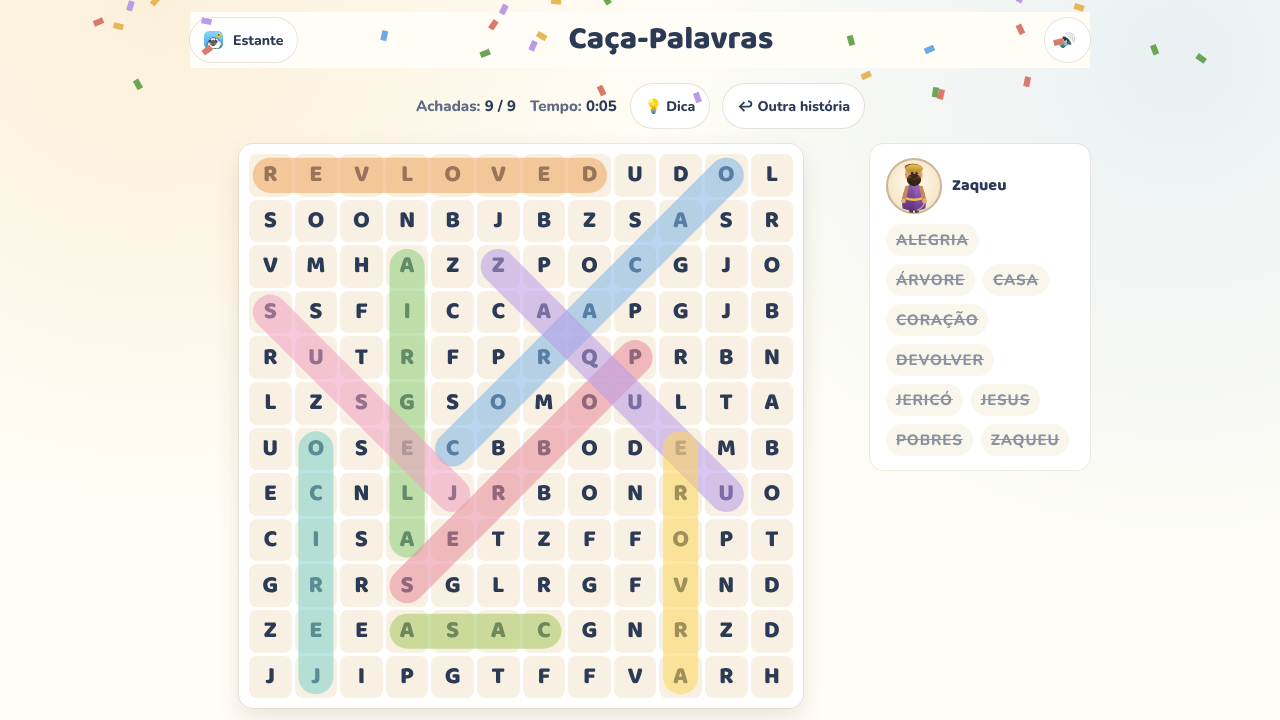 Estante
Caça-Palavras
Achadas: 9 / 9 Tempo: 0:05 Dica Outra história
R E V L O V E D U D O L
S O O N B J B Z S A S R
V M H A Z Z P O C G J O
S S F I C C A A P G J B
R U T R F P R Q P R B N
L Z S G S O M O U L T A
U O S E C B B O D E M B
E C N L J R B O N R U O
C I S A E T Z F F O P T
G R R S G L R G F V N D
Z E E A S A C G N R Z D
J J I P G T F F V A R H
Zaqueu
ALEGRIA
ÁRVORE CASA
CORAÇÃO
DEVOLVER
JERICÓ JESUS
POBRES ZAQUEU